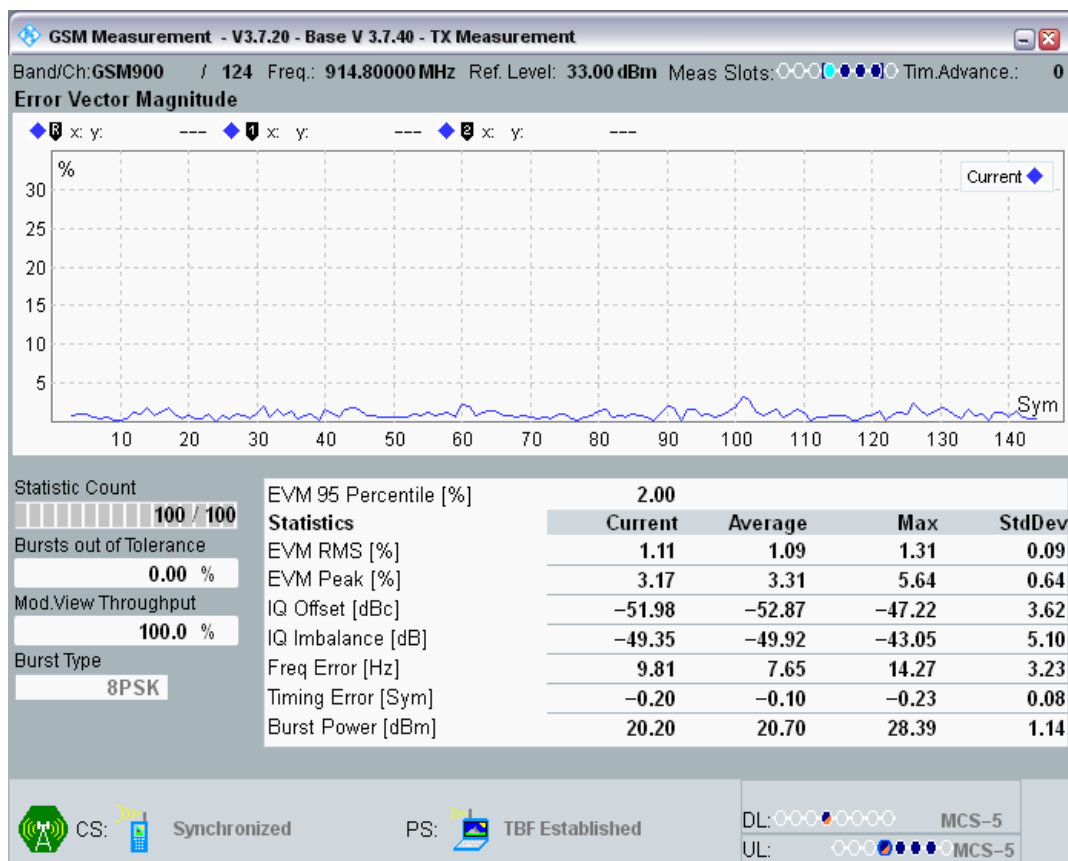 GSM Measurement - V3.7.20 - Base V 3.7.40 - TX Measurement
Band/Ch:GSM900 / 124 Freq.: 914.80000 MHz Ref. Level: 33.00 dBm Meas Slots: Tim.Advance.: 0
Error Vector Magnitude
R x: y: --- 1 x: y: --- 2 x: y: ---
%
Current
30
25
20
15
10
5
Sym
10 20 30 40 50 60 70 80 90 100 110 120 130 140
Statistic Count
100 / 100
Bursts out of Tolerance
0.00 %
Mod.View Throughput
100.0 %
Burst Type
8PSK
EVM 95 Percentile [%] 2.00
Statistics Current Average Max StdDev
EVM RMS [%] 1.11 1.09 1.31 0.09
EVM Peak [%] 3.17 3.31 5.64 0.64
IQ Offset [dBc] −51.98 −52.87 −47.22 3.62
IQ Imbalance [dB] −49.35 −49.92 −43.05 5.10
Freq Error [Hz] 9.81 7.65 14.27 3.23
Timing Error [Sym] −0.20 −0.10 −0.23 0.08
Burst Power [dBm] 20.20 20.70 28.39 1.14
CS: Synchronized PS: TBF Established
DL: MCS−5
UL: MCS−5